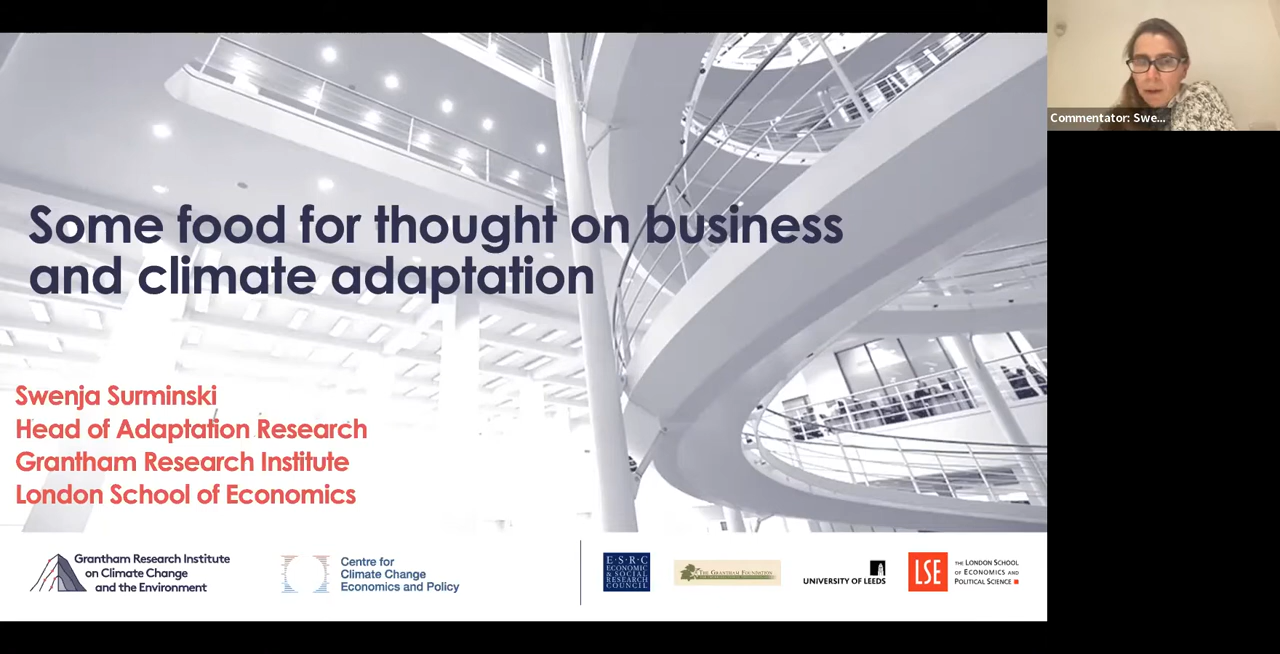 Commentator: Swe...
Some food for thought on business
and climate adaptation
Swenja Surminski
Head of Adaptation Research
Grantham Research Institute
London School of Economics
Grantham Research Institute
on Climate Change
and the Environment
Centre for
Climate Change
Economics and Policy
E·S·R·C
ECONOMIC
& SOCIAL
RESEARCH
COUNCIL
THE GRANTHAM FOUNDATION
UNIVERSITY OF LEEDS
LSE
THE LONDON SCHOOL
OF ECONOMICS AND
POLITICAL SCIENCE